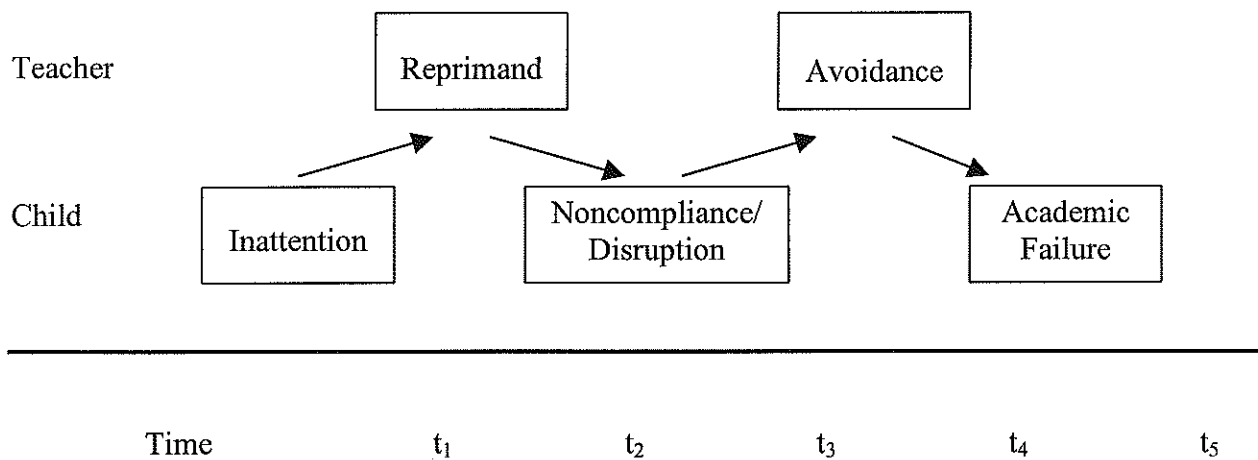 Teacher
Reprimand
Avoidance
Child
Inattention
Noncompliance/
Disruption
Academic
Failure
Time t₁ t₂ t₃ t₄ t₅